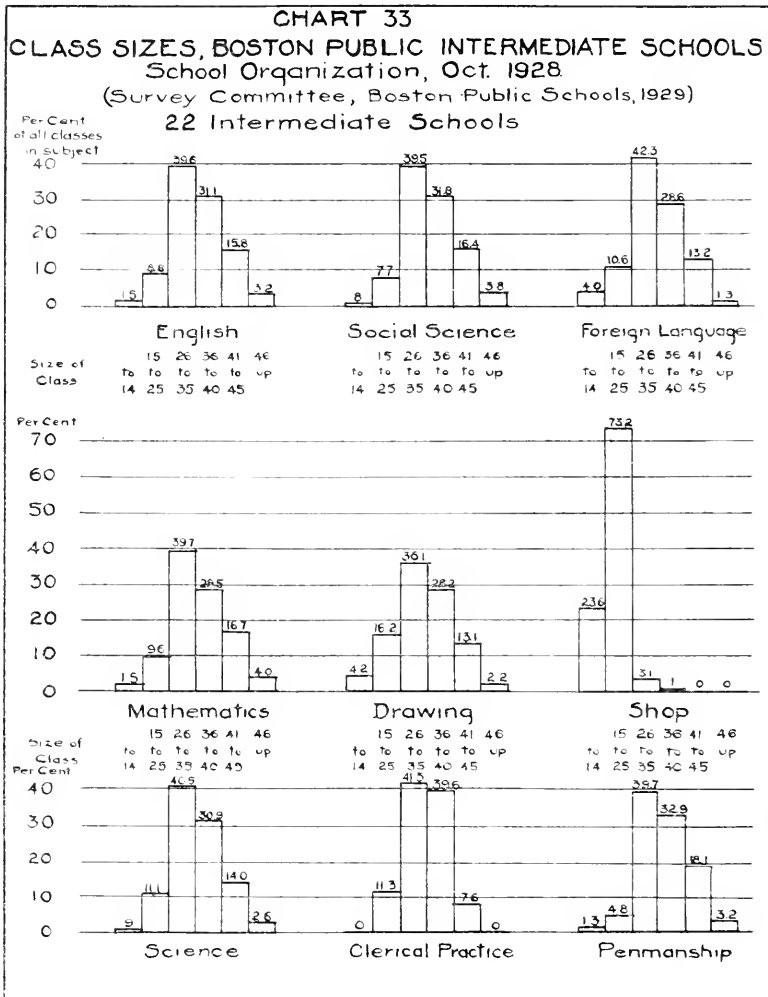 CHART 33
CLASS SIZES, BOSTON PUBLIC INTERMEDIATE SCHOOLS
School Organization, Oct. 1928.
(Survey Committee, Boston Public Schools, 1929)
22 Intermediate Schools
Per Cent
of all classes
in subject
40
30
20
10
0
1.5 8.8 39.6 31.1 15.8 3.2
8 7.7 39.5 31.8 16.4 3.8
4.0 10.6 42.3 28.6 13.2 1.3
English Social Science Foreign Language
15 26 36 41 46 15 26 36 41 46 15 26 36 41 46
Size of Class
to to to to to up to to to to to up to to to to to up
14 25 35 40 45 14 25 35 40 45 14 25 35 40 45
Per Cent
70
60
50
40
30
20
10
0
1.5 9.6 39.7 28.5 16.7 4.0
4.2 16.2 36.1 28.2 13.1 2.2
23.6 73.2 3.1 1 0 0
Mathematics Drawing Shop
15 26 36 41 46 15 26 36 41 46 15 26 36 41
Size of Class
to to to to to up to to to to to up to to to to to up
14 25 35 40 45 14 25 35 40 45 14 25 35 40 45
Per Cent
40
30
20
10
0
9 11.1 40.5 30.9 14.0 2.6
0 11.3 41.5 39.6 7.6 0
1.3 4.8 39.7 32.9 18.1 3.2
Science Clerical Practice Penmanship